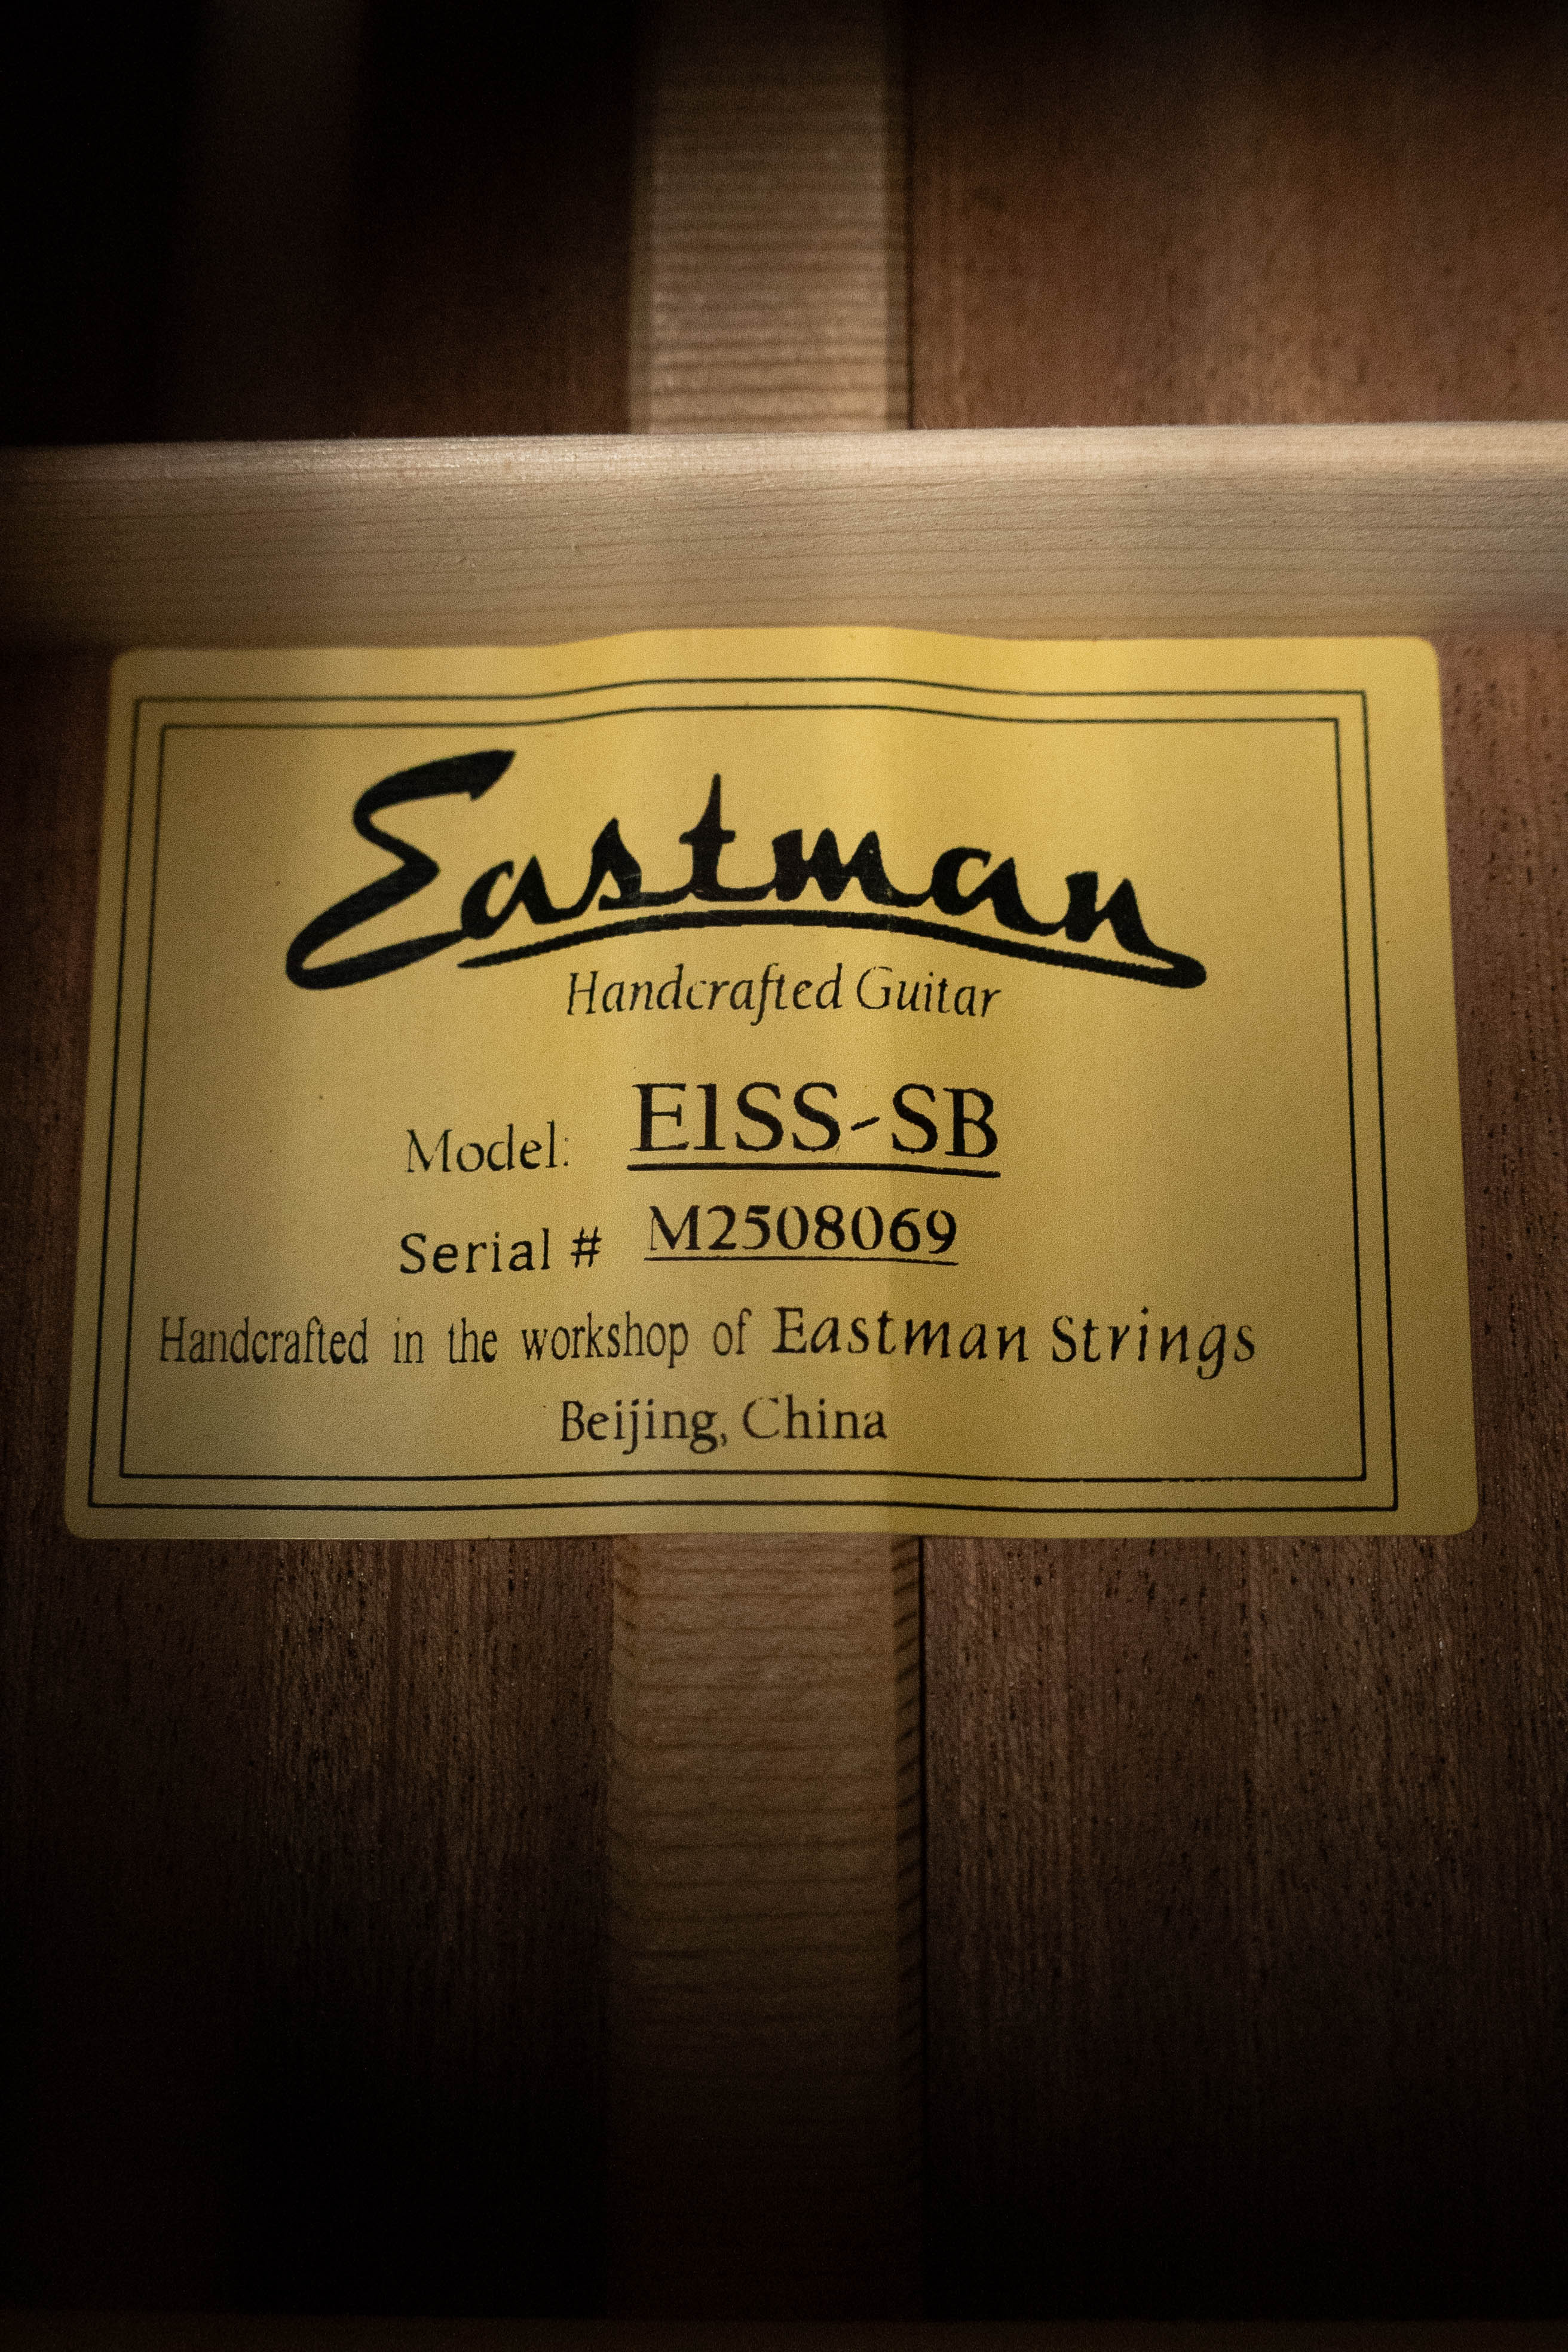 Eastman
Handcrafted Guitar
Model: E1SS-SB
Serial # M2508069
Handcrafted in the workshop of Eastman Strings
Beijing, China